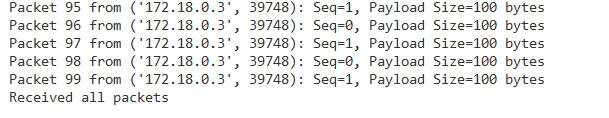 Packet 95 from ('172.18.0.3', 39748): Seq=1, Payload Size=100 bytes
Packet 96 from ('172.18.0.3', 39748): Seq=0, Payload Size=100 bytes
Packet 97 from ('172.18.0.3', 39748): Seq=1, Payload Size=100 bytes
Packet 98 from ('172.18.0.3', 39748): Seq=0, Payload Size=100 bytes
Packet 99 from ('172.18.0.3', 39748): Seq=1, Payload Size=100 bytes
Received all packets